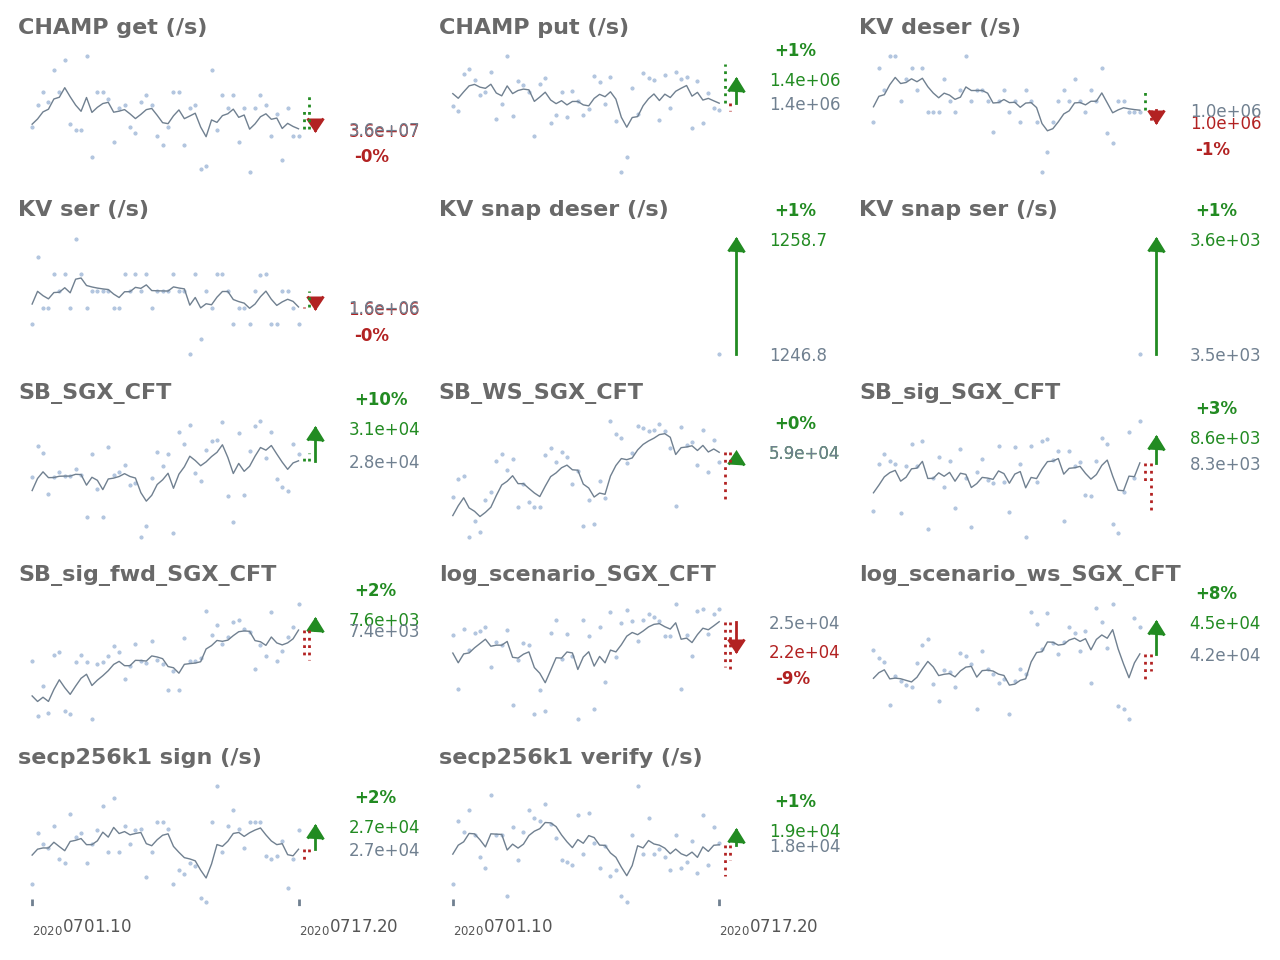 CHAMP get (/s)
3.6e+07
-0%
CHAMP put (/s)
+1%
1.4e+06
1.4e+06
KV deser (/s)
1.0e+06
1.0e+06
-1%
KV ser (/s)
1.6e+06
-0%
KV snap deser (/s)
+1%
1258.7
1246.8
KV snap ser (/s)
+1%
3.6e+03
3.5e+03
SB_SGX_CFT
+10%
3.1e+04
2.8e+04
SB_WS_SGX_CFT
+0%
5.9e+04
SB_sig_SGX_CFT
+3%
8.6e+03
8.3e+03
SB_sig_fwd_SGX_CFT
+2%
7.6e+03
7.4e+03
log_scenario_SGX_CFT
2.5e+04
2.2e+04
-9%
log_scenario_ws_SGX_CFT
+8%
4.5e+04
4.2e+04
secp256k1 sign (/s)
+2%
2.7e+04
2.7e+04
20200701.10
20200717.20
secp256k1 verify (/s)
+1%
1.9e+04
1.8e+04
20200701.10
20200717.20